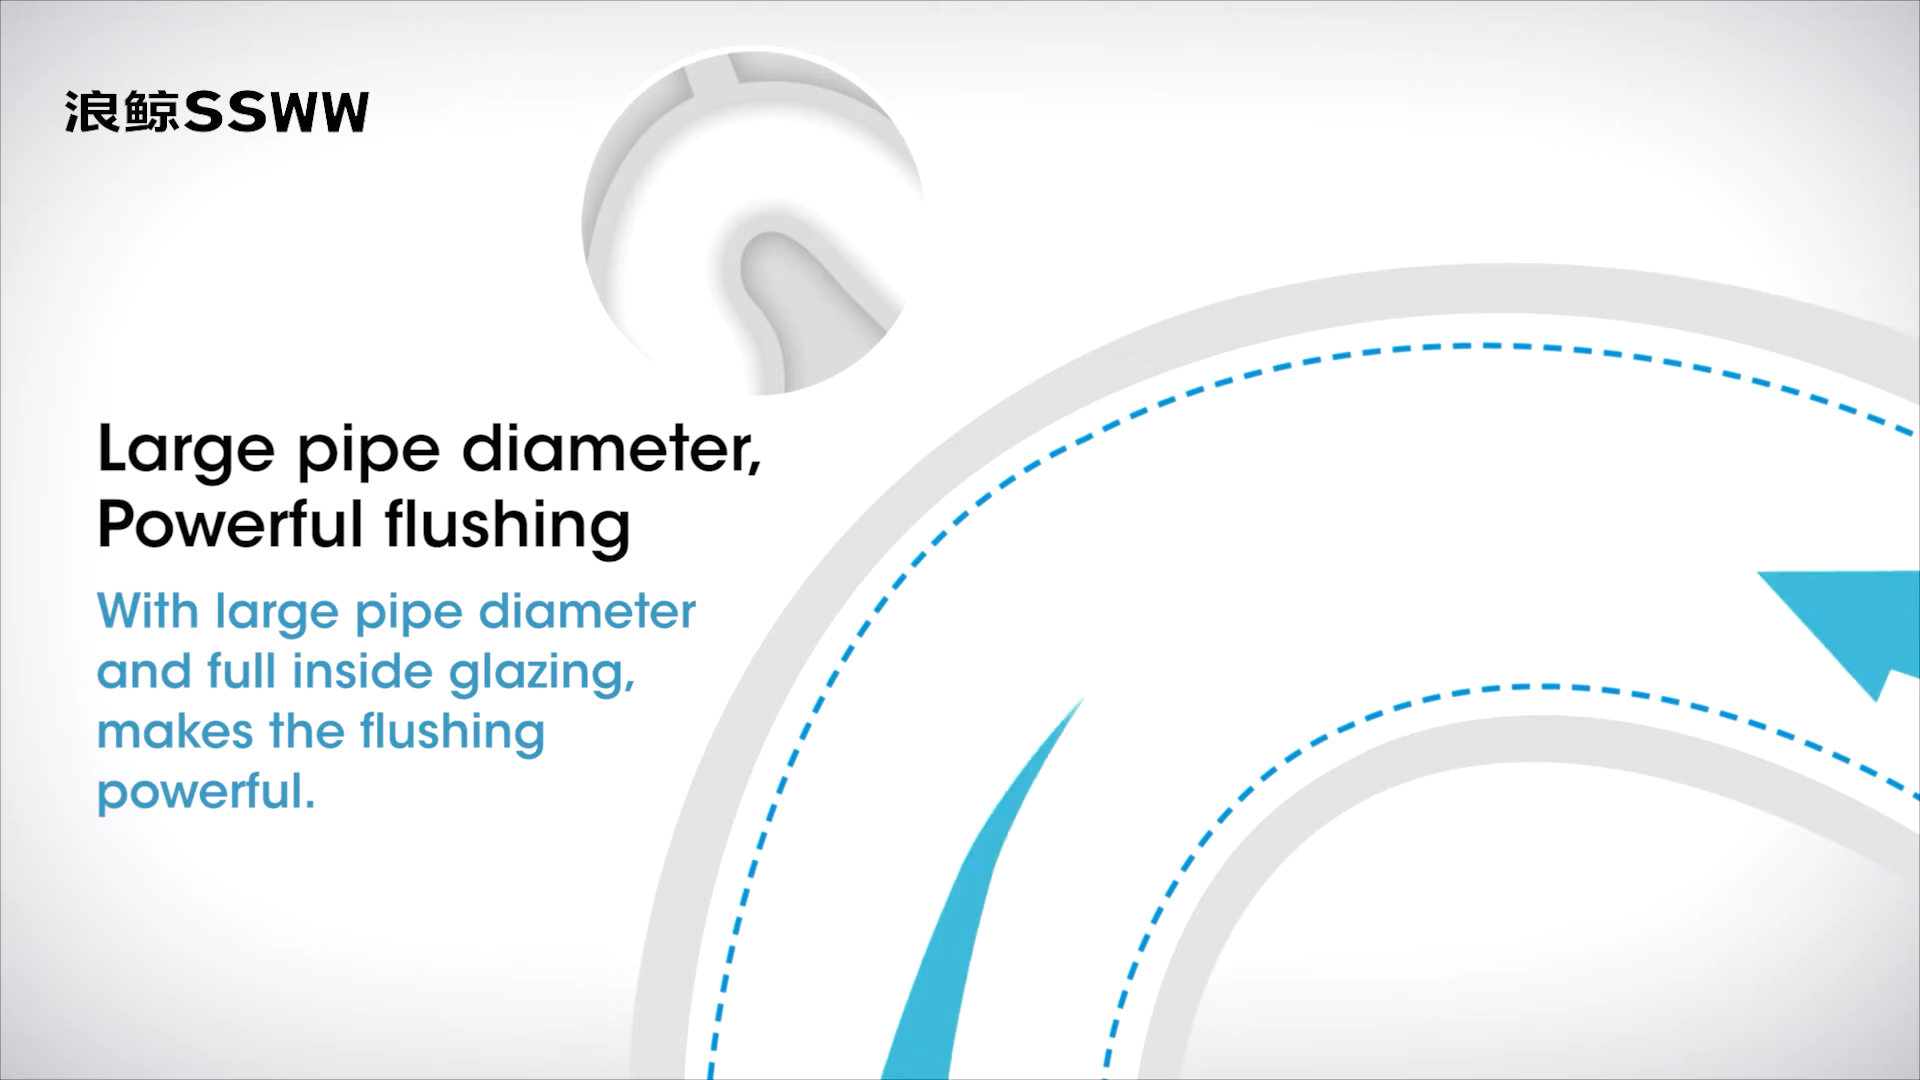 浪鲸SSWW
Large pipe diameter,
Powerful flushing
With large pipe diameter
and full inside glazing,
makes the flushing
powerful.